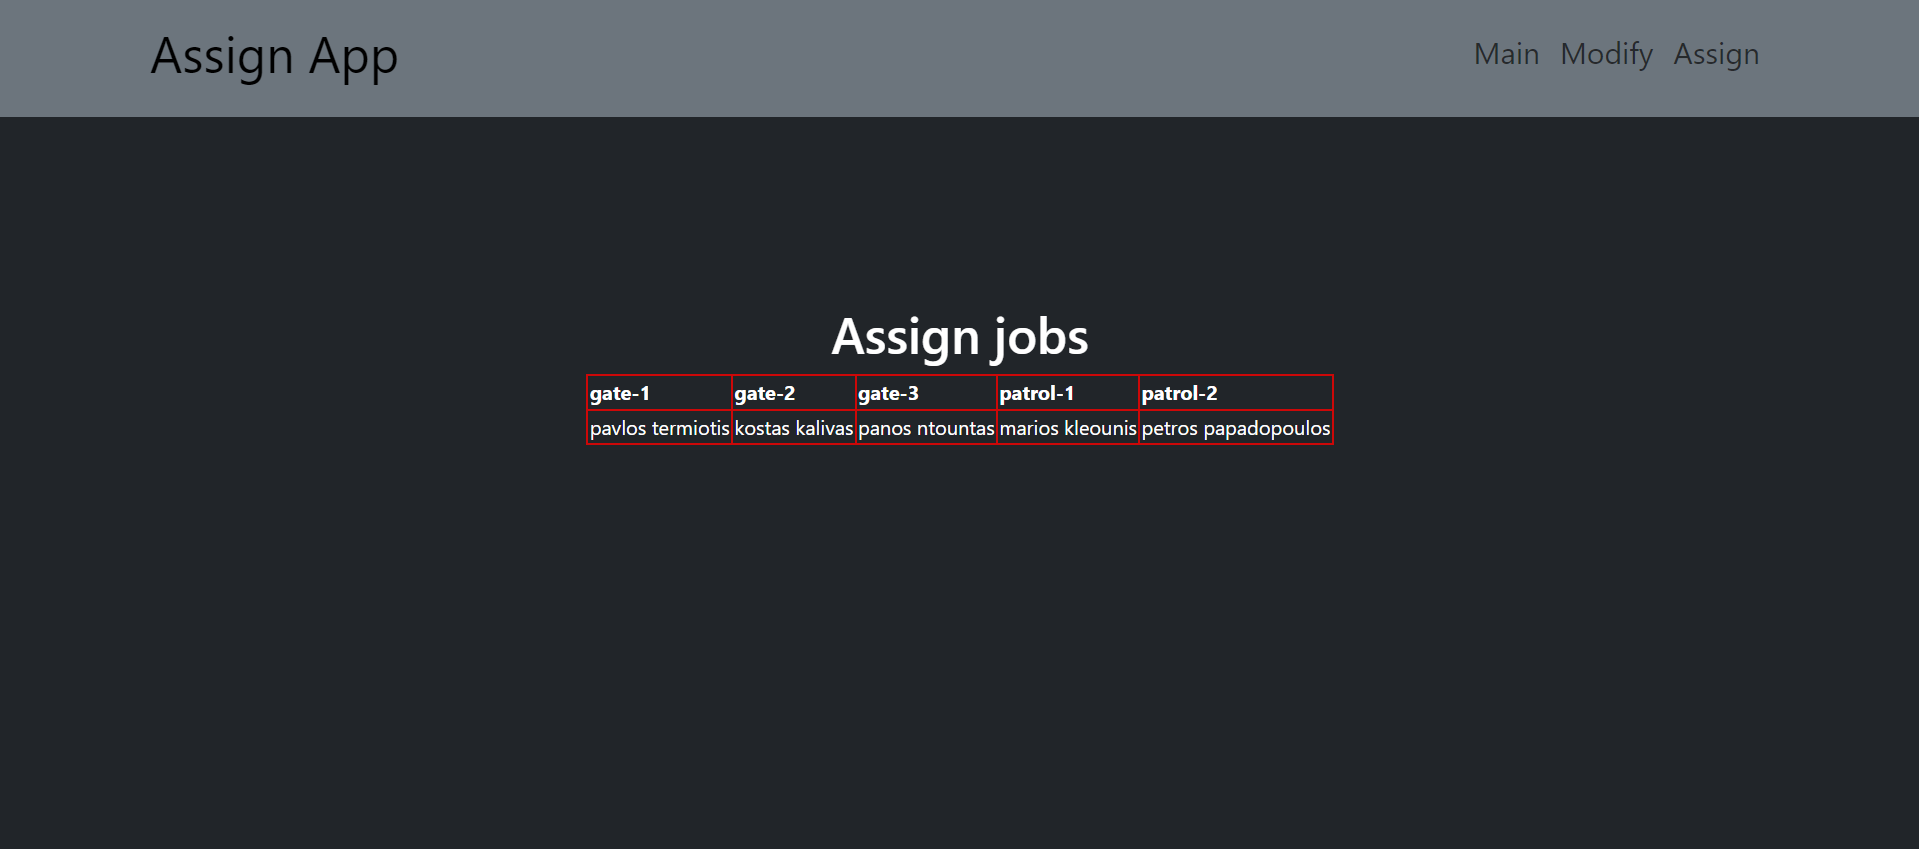 Assign App
Main Modify Assign
Assign jobs
gate-1 gate-2 gate-3 patrol-1 patrol-2
pavlos termiotis kostas kalivas panos ntountas marios kleounis petros papadopoulos